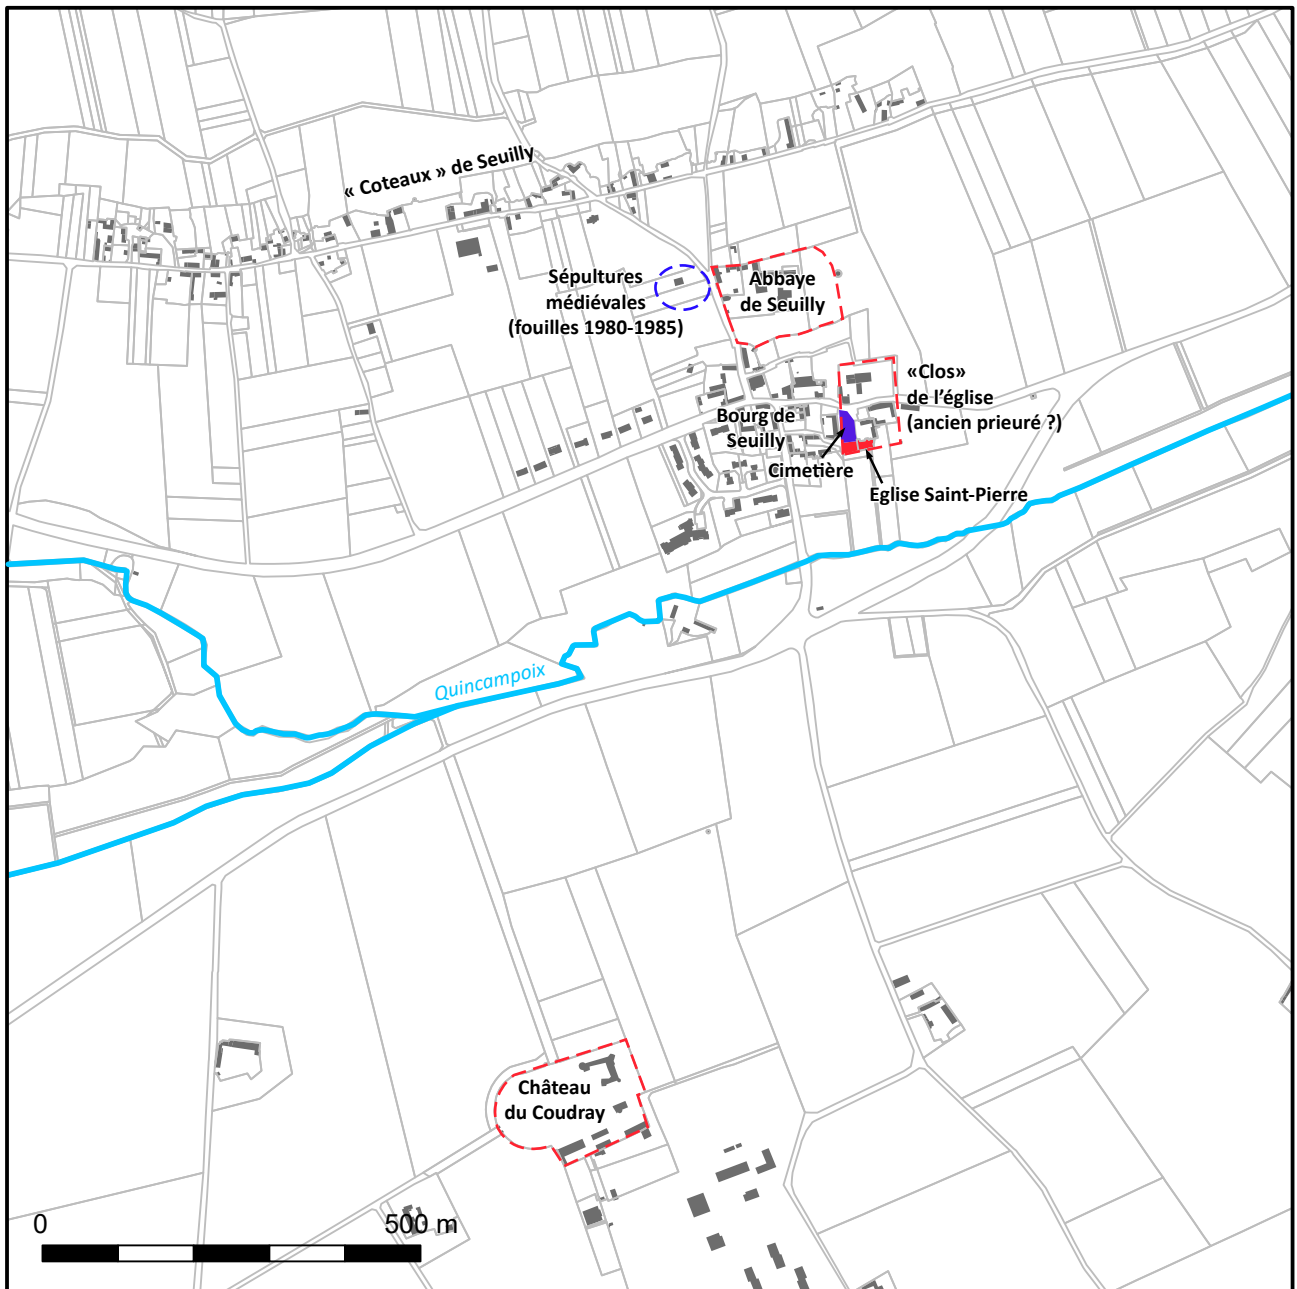 « Coteaux » de Seuilly
Sépultures
médiévales
(fouilles 1980-1985)
Abbaye
de Seuilly
«Clos»
de l'église
(ancien prieuré ?)
Bourg de
Seuilly
Cimetière
Eglise Saint-Pierre
Quincampoix
Château
du Coudray
0
500 m